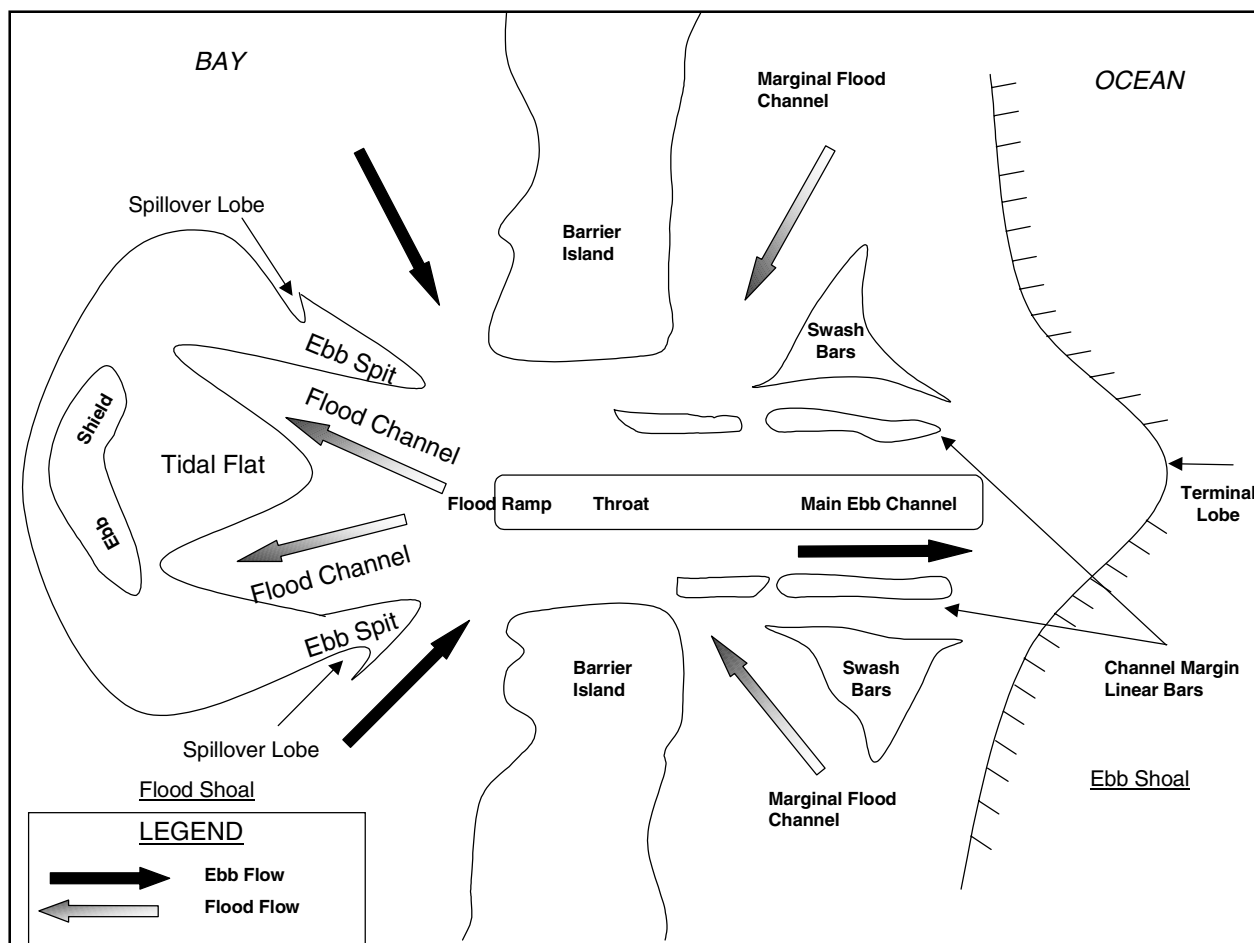 BAY
Marginal Flood
Channel
OCEAN
Spillover Lobe
Barrier
Island
Swash
Bars
Ebb Spit
Flood Channel
Shield
Ebb
Tidal Flat
Flood Ramp
Throat
Main Ebb Channel
Terminal
Lobe
Flood Channel
Ebb Spit
Barrier
Island
Swash
Bars
Channel Margin
Linear Bars
Spillover Lobe
Flood Shoal
Marginal Flood
Channel
Ebb Shoal
LEGEND
Ebb Flow
Flood Flow